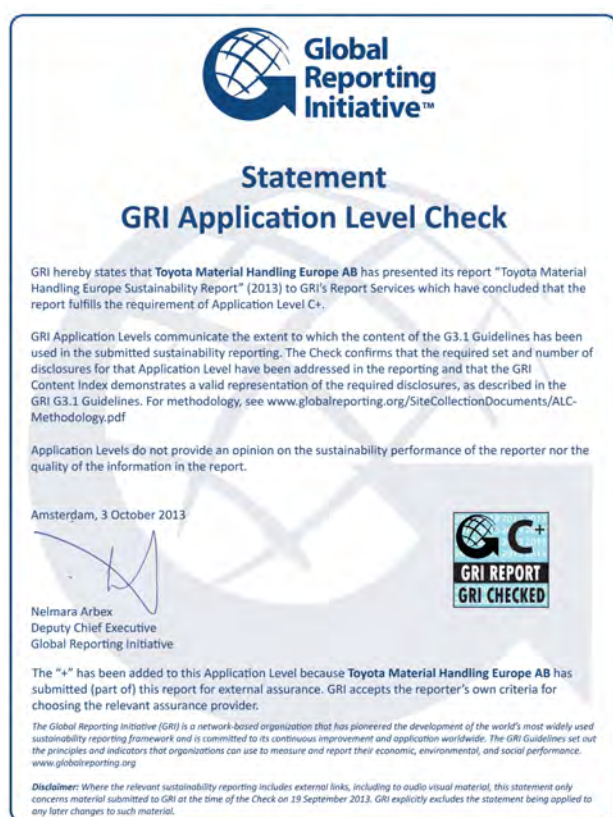 Global
Reporting
Initiative™
Statement
GRI Application Level Check
GRI hereby states that Toyota Material Handling Europe AB has presented its report “Toyota Material
Handling Europe Sustainability Report” (2013) to GRI’s Report Services which have concluded that the
report fulfills the requirement of Application Level C+.
GRI Application Levels communicate the extent to which the content of the G3.1 Guidelines has been
used in the submitted sustainability reporting. The Check confirms that the required set and number of
disclosures for that Application Level have been addressed in the reporting and that the GRI
Content Index demonstrates a valid representation of the required disclosures, as described in the
GRI G3.1 Guidelines. For methodology, see www.globalreporting.org/SiteCollectionDocuments/ALC-
Methodology.pdf
Application Levels do not provide an opinion on the sustainability performance of the reporter nor the
quality of the information in the report.
Amsterdam, 3 October 2013
C+
GRI REPORT
GRI CHECKED
Nelmara Arbex
Deputy Chief Executive
Global Reporting Initiative
The “+” has been added to this Application Level because Toyota Material Handling Europe AB has
submitted (part of) this report for external assurance. GRI accepts the reporter’s own criteria for
choosing the relevant assurance provider.
The Global Reporting Initiative (GRI) is a network-based organization that has pioneered the development of the world’s most widely used
sustainability reporting framework and is committed to its continuous improvement and application worldwide. The GRI Guidelines set out
the principles and indicators that organizations can use to measure and report their economic, environmental, and social performance.
www.globalreporting.org
Disclaimer: Where the relevant sustainability reporting includes external links, including to audio visual material, this statement only
concerns material submitted to GRI at the time of the Check on 19 September 2013. GRI explicitly excludes the statement being applied to
any later changes to such material.